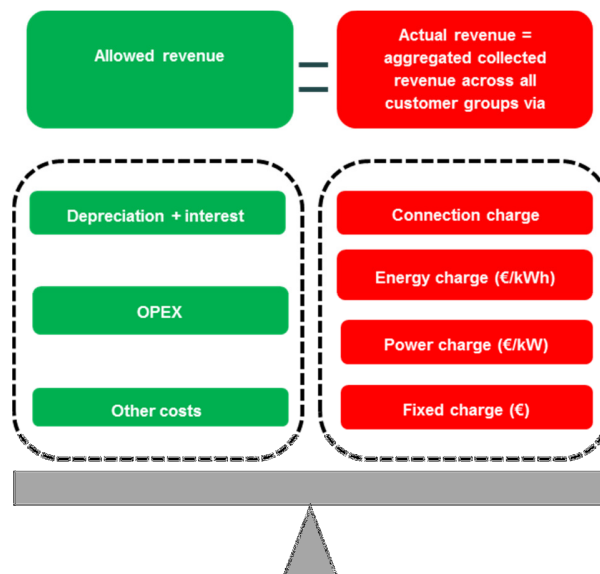 Allowed revenue
=
Actual revenue =
aggregated collected
revenue across all
customer groups via
Depreciation + interest
OPEX
Other costs
Connection charge
Energy charge (€/kWh)
Power charge (€/kW)
Fixed charge (€)